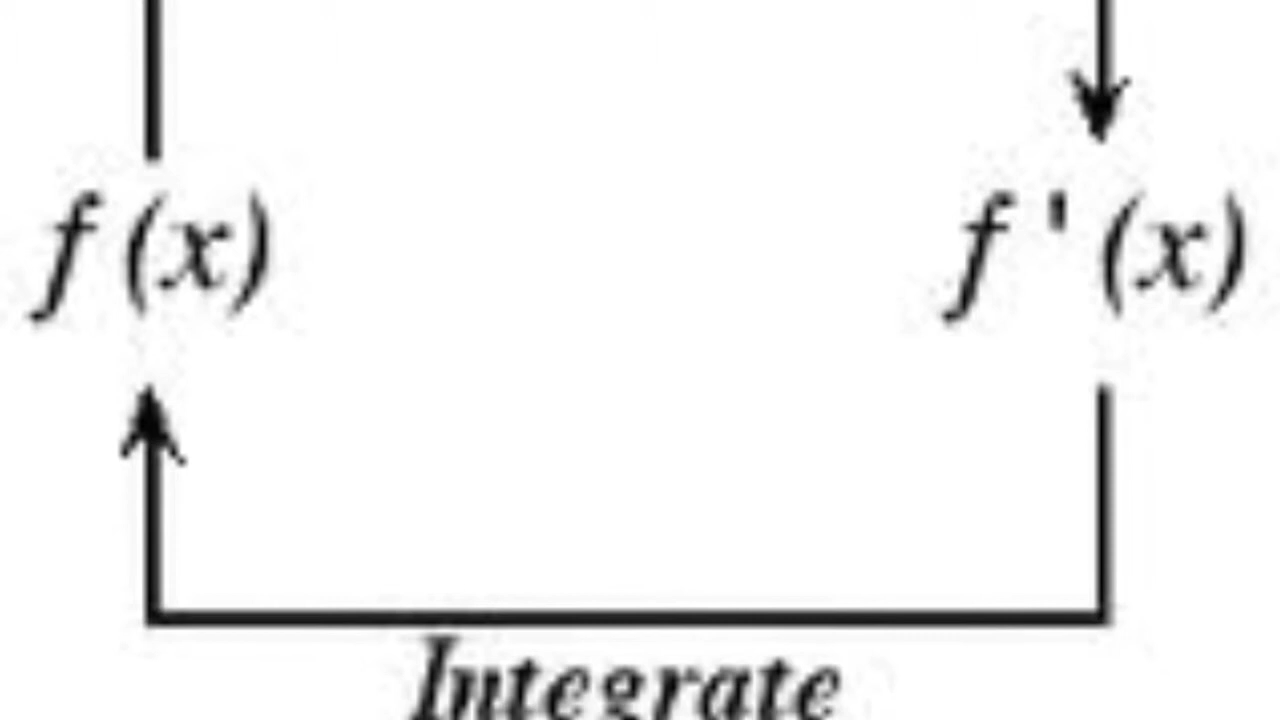 f (x) f ' (x)
Integrate